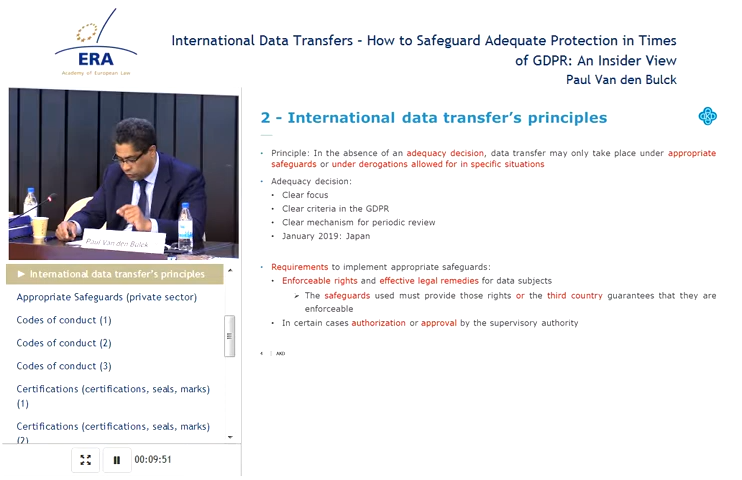 ERA
Academy of European Law
International Data Transfers – How to Safeguard Adequate Protection in Times
of GDPR: An Insider View
Paul Van den Bulck
Paul Van den Bulck
► International data transfer's principles
Appropriate Safeguards (private sector)
Codes of conduct (1)
Codes of conduct (2)
Codes of conduct (3)
Certifications (certifications, seals, marks)
(1)
Certifications (certifications, seals, marks)
(2)
00:09:51
2 - International data transfer's principles
AKD
• Principle: In the absence of an adequacy decision, data transfer may only take place under appropriate
safeguards or under derogations allowed for in specific situations
• Adequacy decision:
• Clear focus
• Clear criteria in the GDPR
• Clear mechanism for periodic review
• January 2019: Japan
• Requirements to implement appropriate safeguards:
• Enforceable rights and effective legal remedies for data subjects
➢ The safeguards used must provide those rights or the third country guarantees that they are
enforceable
• In certain cases authorization or approval by the supervisory authority
4 | AKD